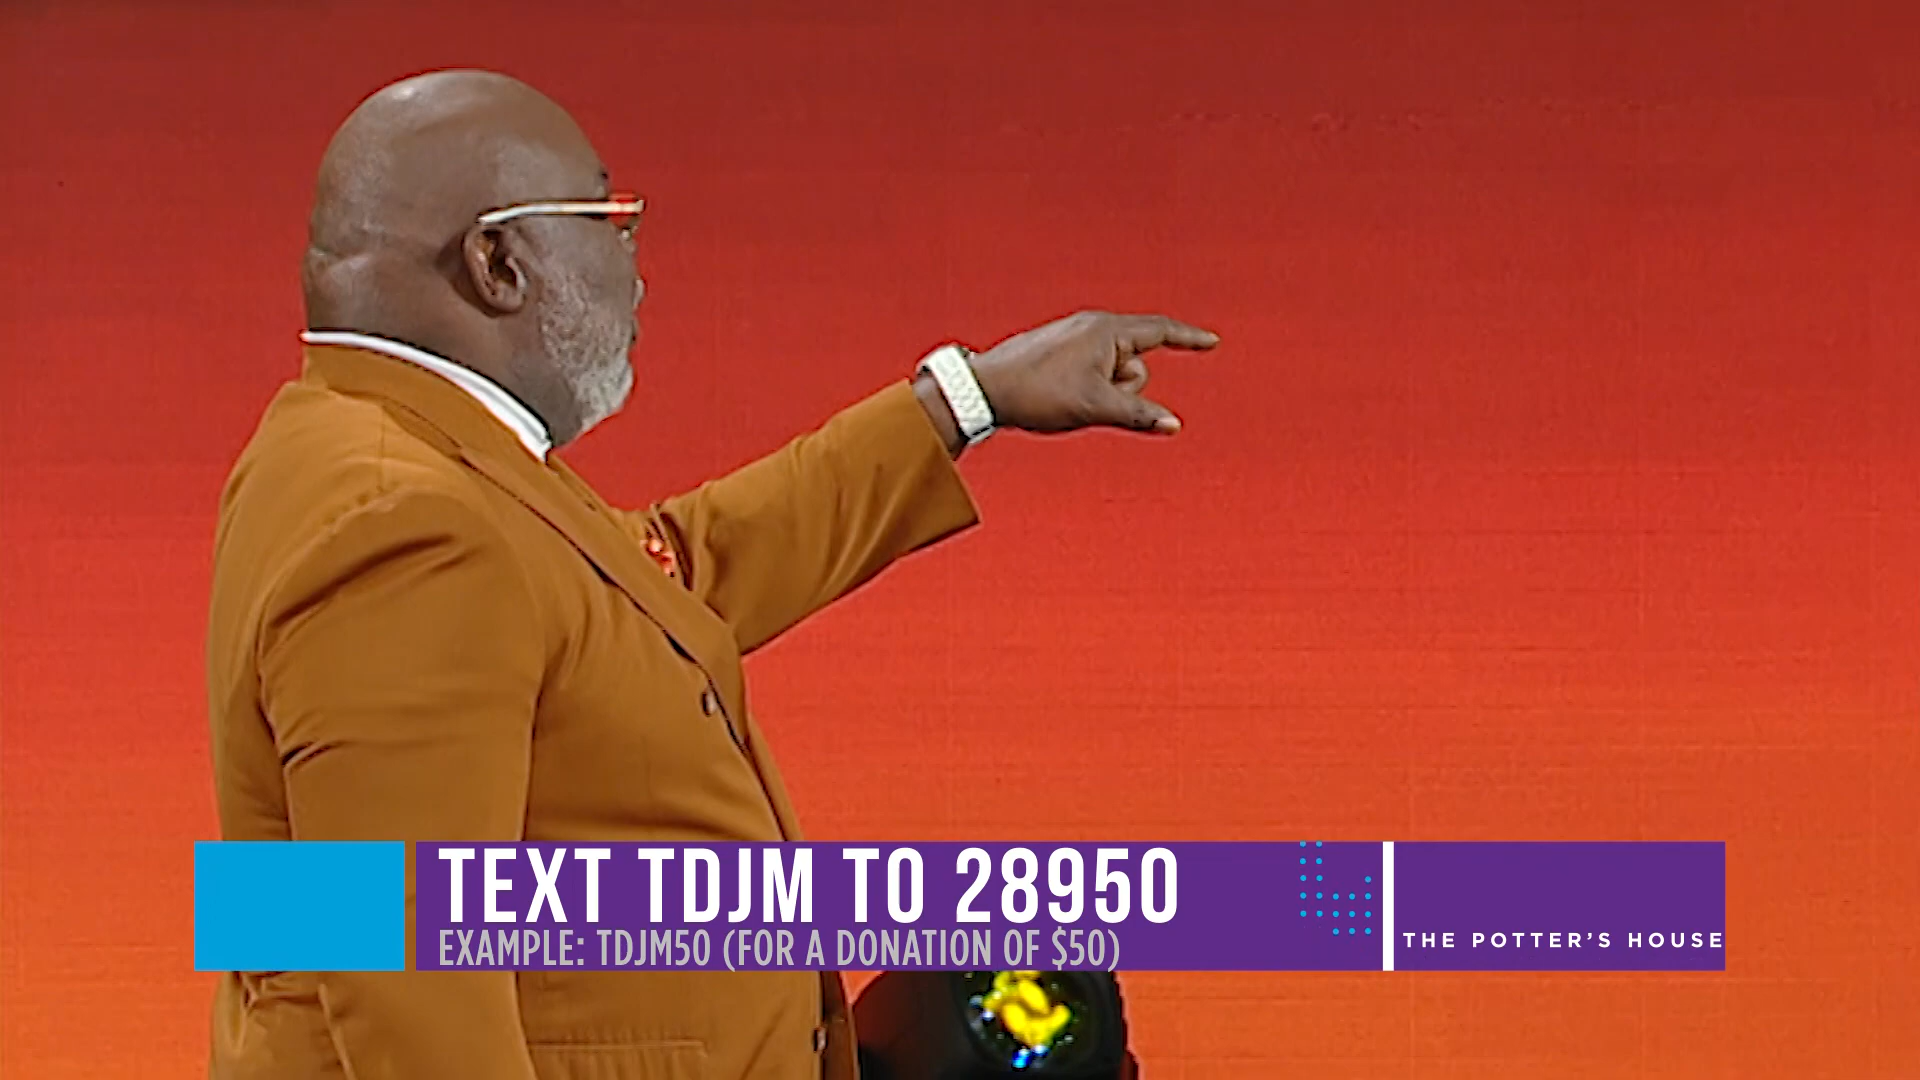 TEXT TDJM TO 28950
EXAMPLE: TDJM50 (FOR A DONATION OF $50)
THE POTTER'S HOUSE